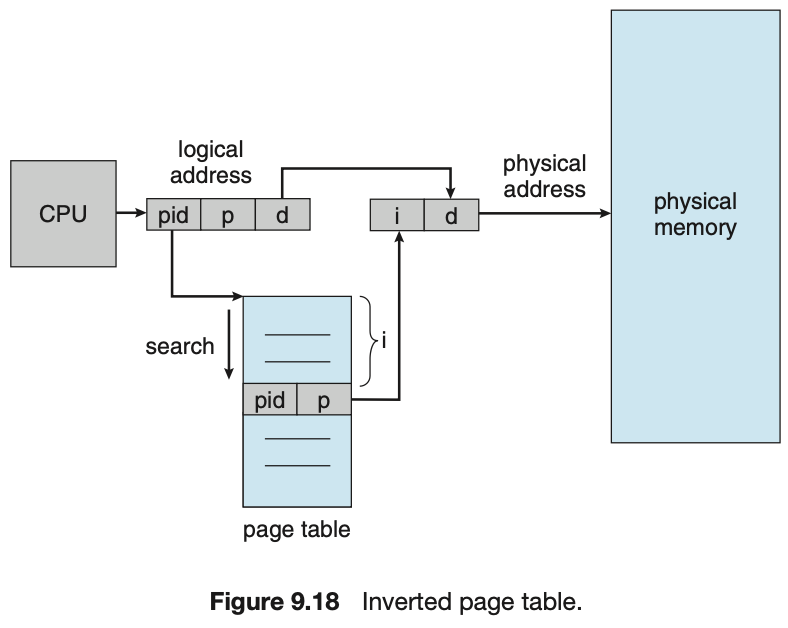 logical
address
physical
address
CPU
pid p d
i d
physical
memory
search
i
pid p
page table
Figure 9.18 Inverted page table.